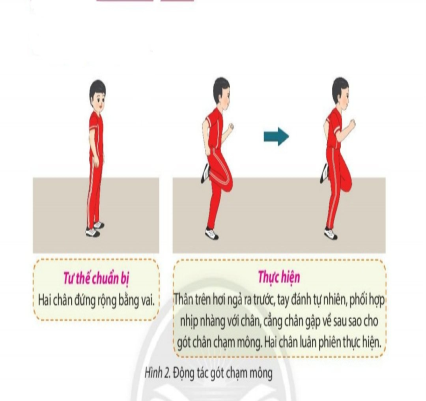 Tư thế chuẩn bị
Hai chân đứng rộng bằng vai.
Thực hiện
Thân trên hơi ngả ra trước, tay đánh tự nhiên, phối hợp
nhịp nhàng với chân, cẳng chân gập về sau sao cho
gót chân chạm mông. Hai chân luân phiên thực hiện.
Hình 2. Động tác gót chạm mông